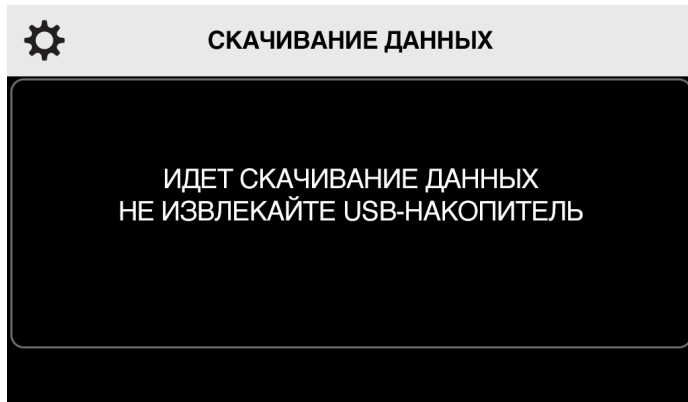 СКАЧИВАНИЕ ДАННЫХ
ИДЕТ СКАЧИВАНИЕ ДАННЫХ
НЕ ИЗВЛЕКАЙТЕ USB-НАКОПИТЕЛЬ